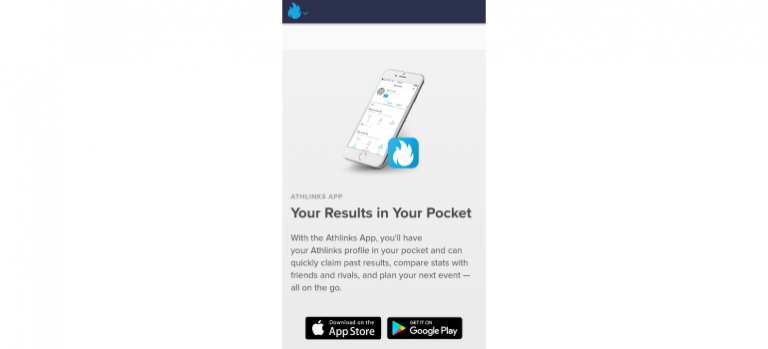 ATHLINKS APP
Your Results in Your Pocket
With the Athlinks App, you'll have
your Athlinks profile in your pocket and can
quickly claim past results, compare stats with
friends and rivals, and plan your next event —
all on the go.
Download on the
App Store
GET IT ON
Google Play